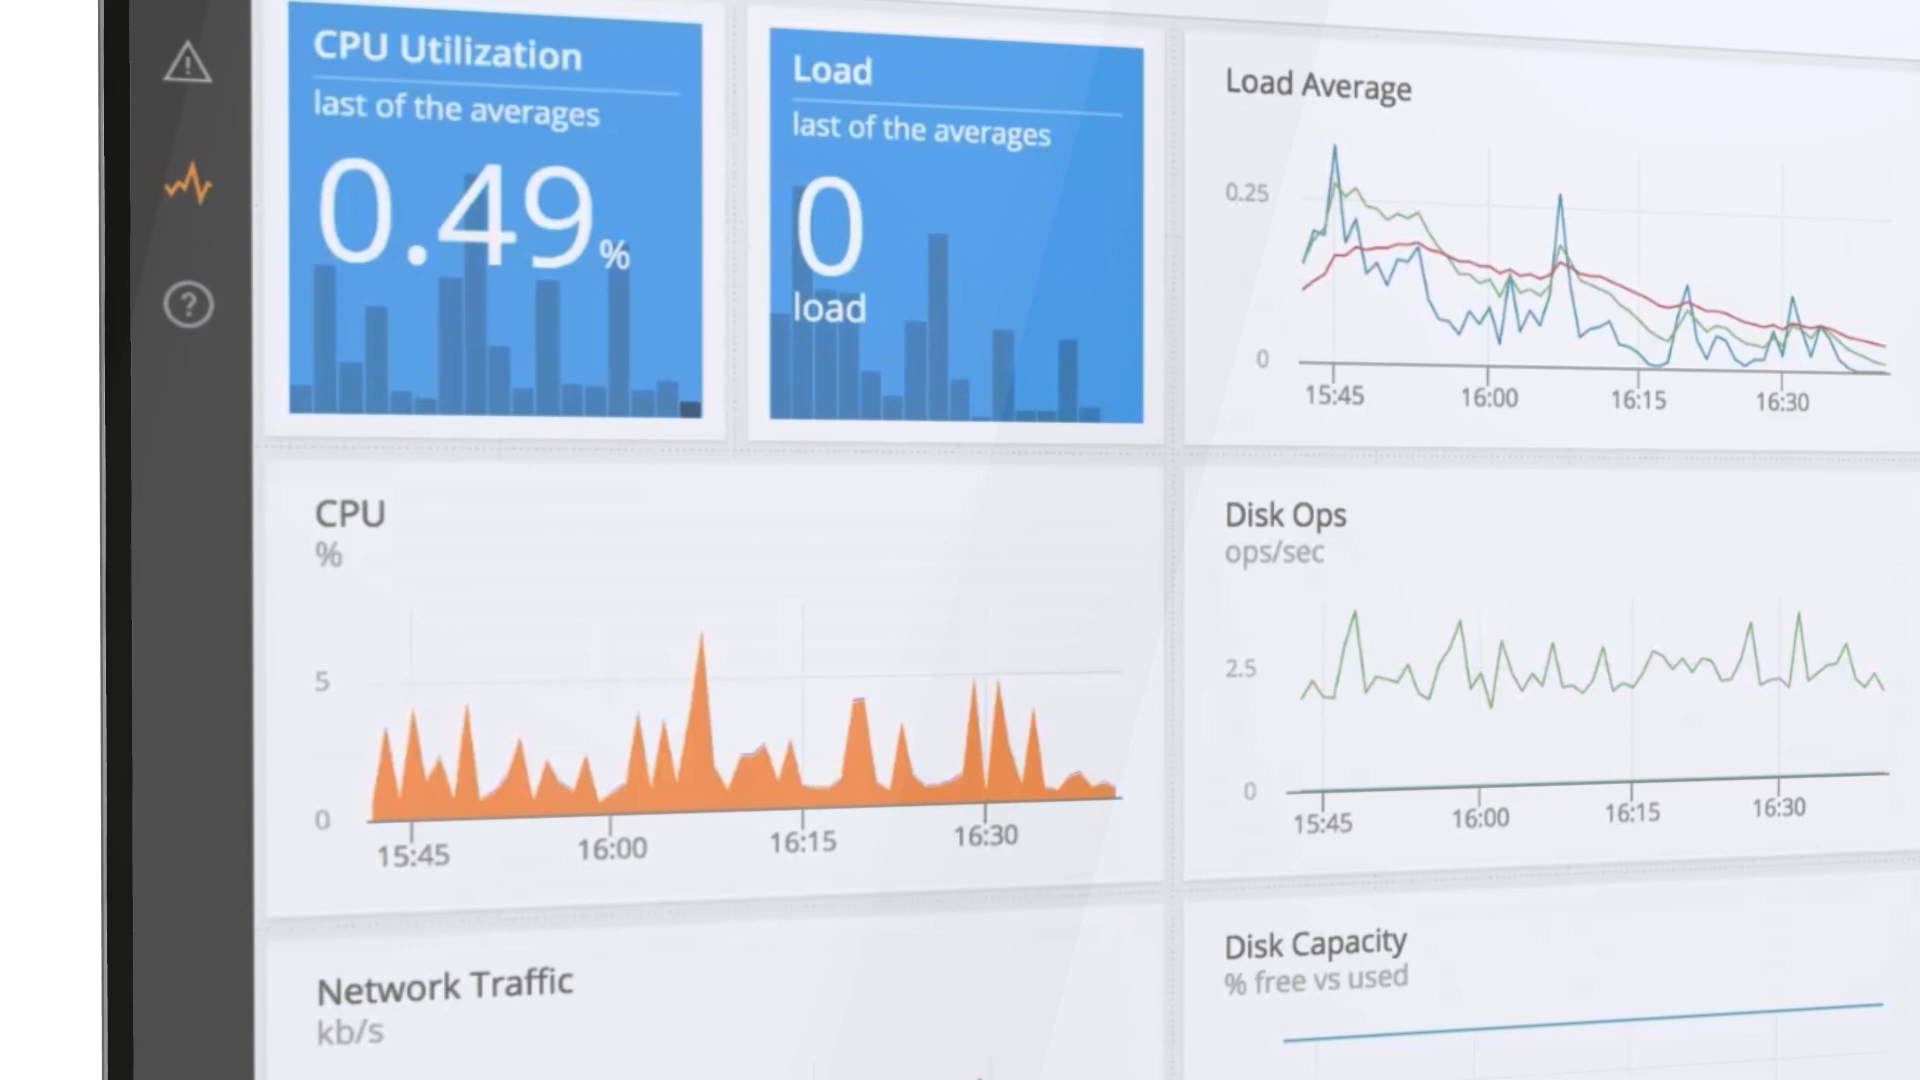 CPU Utilization
last of the averages
0.49%
Load
last of the averages
0
load
Load Average
0.25
0
15:45 16:00 16:15 16:30
CPU
%
5
0
15:45 16:00 16:15 16:30
Disk Ops
ops/sec
2.5
0
15:45 16:00 16:15 16:30
Network Traffic
kb/s
Disk Capacity
% free vs used